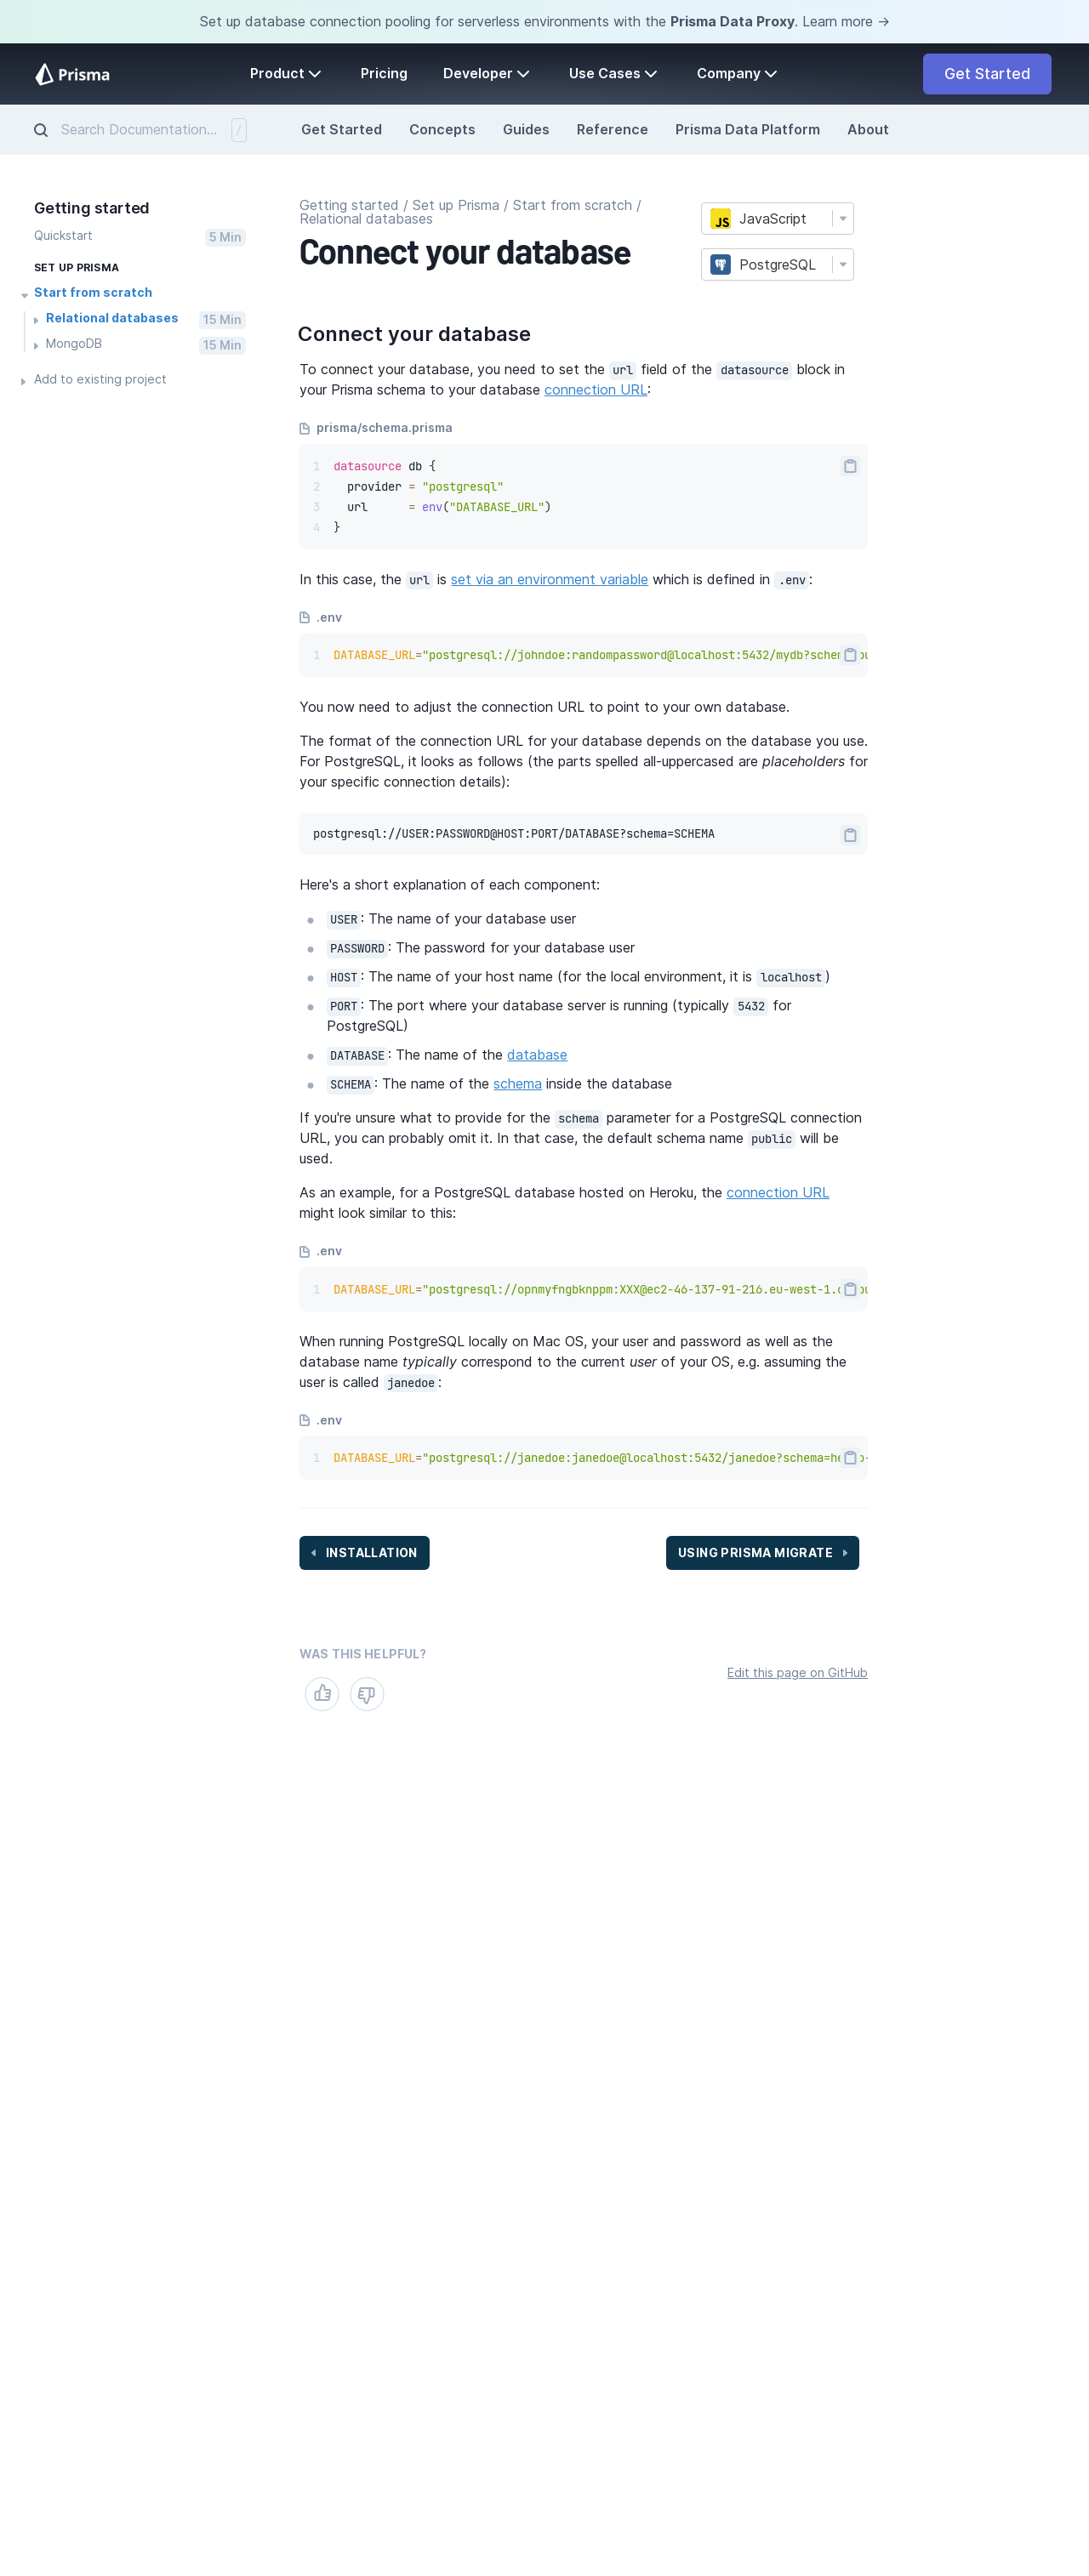 Set up database connection pooling for serverless environments with the Prisma Data Proxy. Learn more →
Prisma
Product
Pricing
Developer
Use Cases
Company
Get Started
Search Documentation...
/
Get Started
Concepts
Guides
Reference
Prisma Data Platform
About
Getting started
Quickstart
5 Min
SET UP PRISMA
Start from scratch
Relational databases
15 Min
MongoDB
15 Min
Add to existing project
Getting started / Set up Prisma / Start from scratch /
Relational databases
Connect your database
JS
JavaScript
PostgreSQL
Connect your database
To connect your database, you need to set the url field of the datasource block in
your Prisma schema to your database connection URL:
prisma/schema.prisma
1 datasource db {
2   provider = "postgresql"
3   url      = env("DATABASE_URL")
4 }
In this case, the url is set via an environment variable which is defined in .env:
.env
1 DATABASE_URL="postgresql://johndoe:randompassword@localhost:5432/mydb?schem
You now need to adjust the connection URL to point to your own database.
The format of the connection URL for your database depends on the database you use.
For PostgreSQL, it looks as follows (the parts spelled all-uppercased are placeholders for
your specific connection details):
postgresql://USER:PASSWORD@HOST:PORT/DATABASE?schema=SCHEMA
Here's a short explanation of each component:
USER: The name of your database user
PASSWORD: The password for your database user
HOST: The name of your host name (for the local environment, it is localhost)
PORT: The port where your database server is running (typically 5432 for
PostgreSQL)
DATABASE: The name of the database
SCHEMA: The name of the schema inside the database
If you're unsure what to provide for the schema parameter for a PostgreSQL connection
URL, you can probably omit it. In that case, the default schema name public will be
used.
As an example, for a PostgreSQL database hosted on Heroku, the connection URL
might look similar to this:
.env
1 DATABASE_URL="postgresql://opnmyfngbknppm:XXX@ec2-46-137-91-216.eu-west-1.
When running PostgreSQL locally on Mac OS, your user and password as well as the
database name typically correspond to the current user of your OS, e.g. assuming the
user is called janedoe:
.env
1 DATABASE_URL="postgresql://janedoe:janedoe@localhost:5432/janedoe?schema=
INSTALLATION
USING PRISMA MIGRATE
WAS THIS HELPFUL?
Edit this page on GitHub